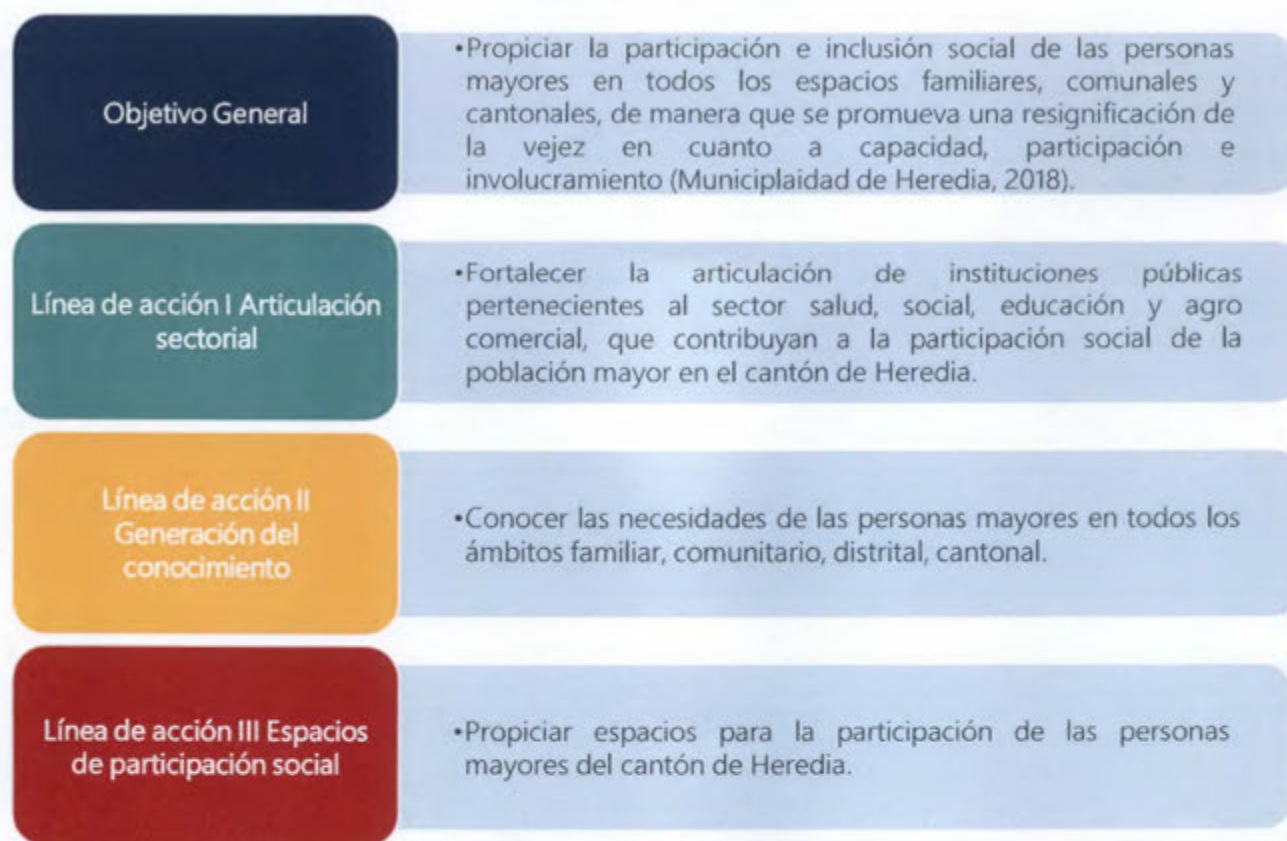 Objetivo General
•Propiciar la participación e inclusión social de las personas
mayores en todos los espacios familiares, comunales y
cantonales, de manera que se promueva una resignificación de
la vejez en cuanto a capacidad, participación e
involucramiento (Municiplaidad de Heredia, 2018).
Línea de acción I Articulación
sectorial
•Fortalecer la articulación de instituciones públicas
pertenecientes al sector salud, social, educación y agro
comercial, que contribuyan a la participación social de la
población mayor en el cantón de Heredia.
Línea de acción II
Generación del
conocimiento
•Conocer las necesidades de las personas mayores en todos los
ámbitos familiar, comunitario, distrital, cantonal.
Línea de acción III Espacios
de participación social
•Propiciar espacios para la participación de las personas
mayores del cantón de Heredia.